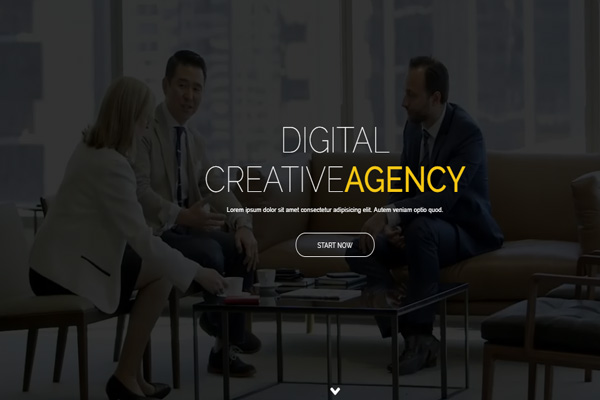 DIGITAL
CREATIVEAGENCY
Lorem ipsum dolor sit amet consectetur adipisicing elit. Autem veniam optio quod.
START NOW